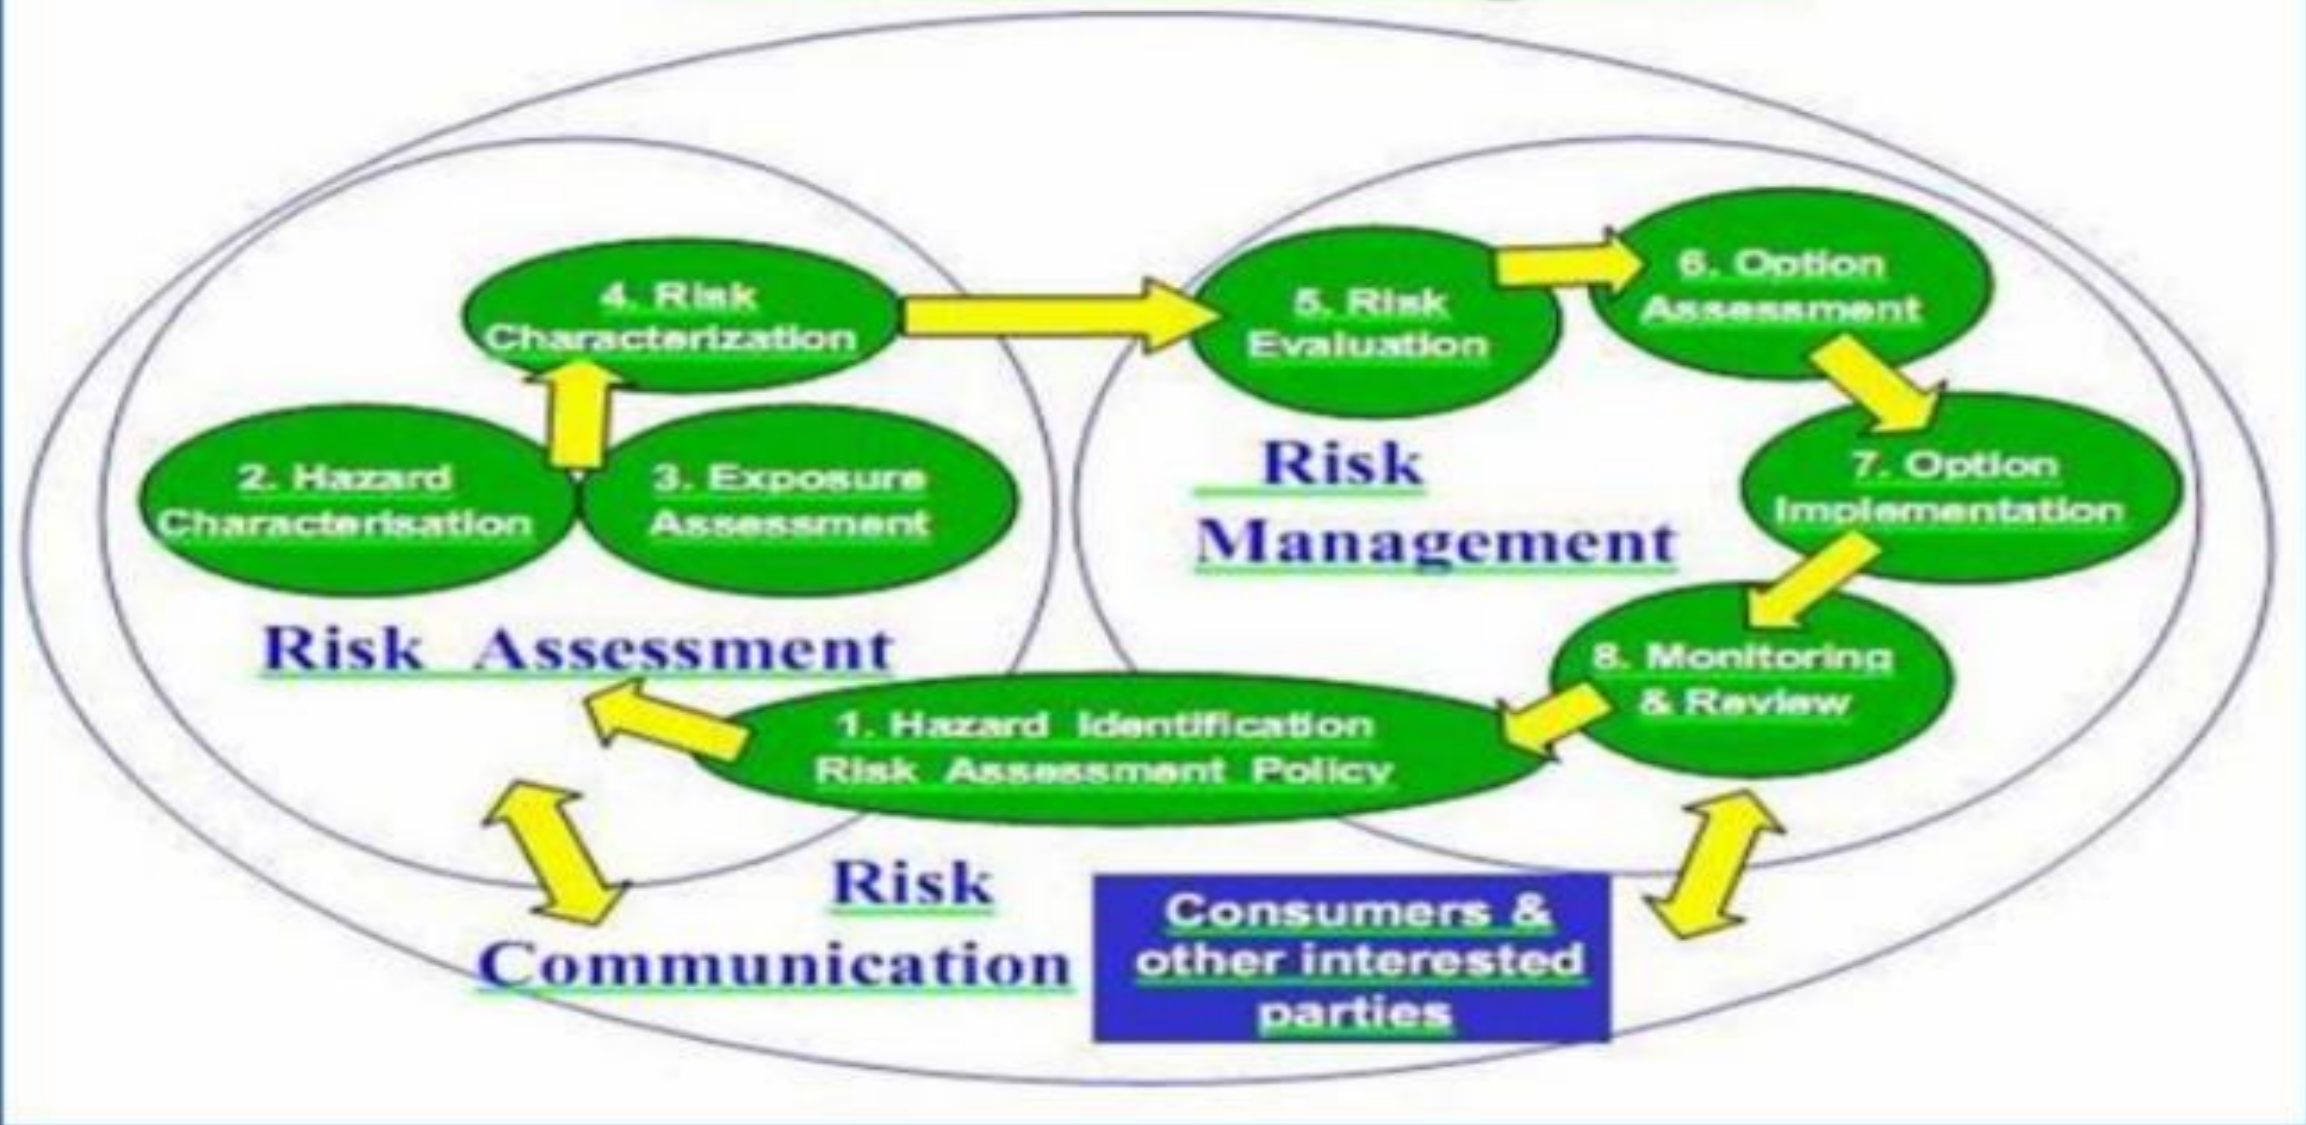 4. Risk
Characterization
5. Risk
Evaluation
6. Option
Assessment
2. Hazard
Characterisation
3. Exposure
Assessment
Risk
Management
7. Option
Implementation
Risk Assessment
8. Monitoring
& Review
1. Hazard Identification
Risk Assessment Policy
Risk
Communication
Consumers &
other interested
parties